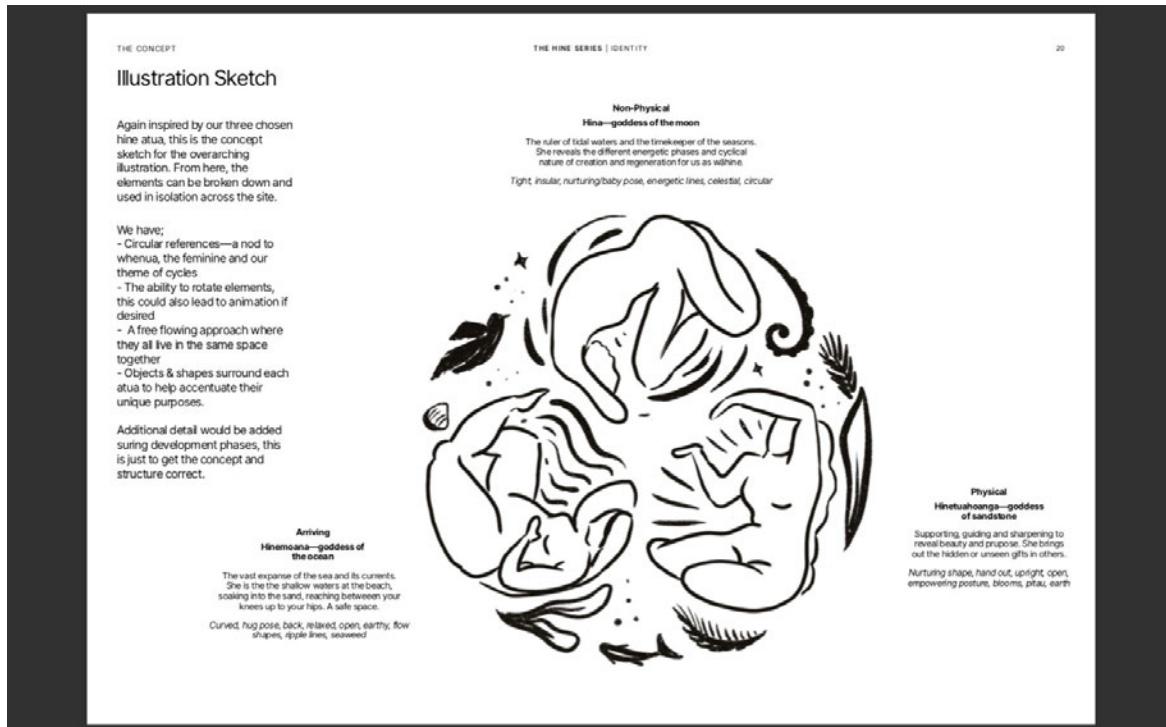 THE CONCEPT
THE HINE SERIES | IDENTITY
20
Illustration Sketch
Again inspired by our three chosen
hine atua, this is the concept
sketch for the overarching
illustration. From here, the
elements can be broken down and
used in isolation across the site.
We have;
- Circular references—a nod to
whenua, the feminine and our
theme of cycles
- The ability to rotate elements,
this could also lead to animation if
desired
- A free flowing approach where
they all live in the same space
together
- Objects & shapes surround each
atua to help accentuate their
unique purposes.
Additional detail would be added
suring development phases, this
is just to get the concept and
structure correct.
Non-Physical
Hina—goddess of the moon
The ruler of tidal waters and the timekeeper of the seasons.
She reveals the different energetic phases and cyclical
nature of creation and regeneration for us as wāhine.
Tight, insular, nurturing/baby pose, energetic lines, celestial, circular
Arriving
Hinemoana—goddess of
the ocean
The vast expanse of the sea and its currents.
She is the the shallow waters at the beach,
soaking into the sand, reaching betweeen your
knees up to your hips. A safe space.
Curved, hug pose, back, relaxed, open, earthy, flow
shapes, ripple lines, seaweed
Physical
Hinetuahoanga—goddess
of sandstone
Supporting, guiding and sharpening to
reveal beauty and prupose. She brings
out the hidden or unseen gifts in others.
Nurturing shape, hand out, upright, open,
empowering posture, blooms, pitau, earth